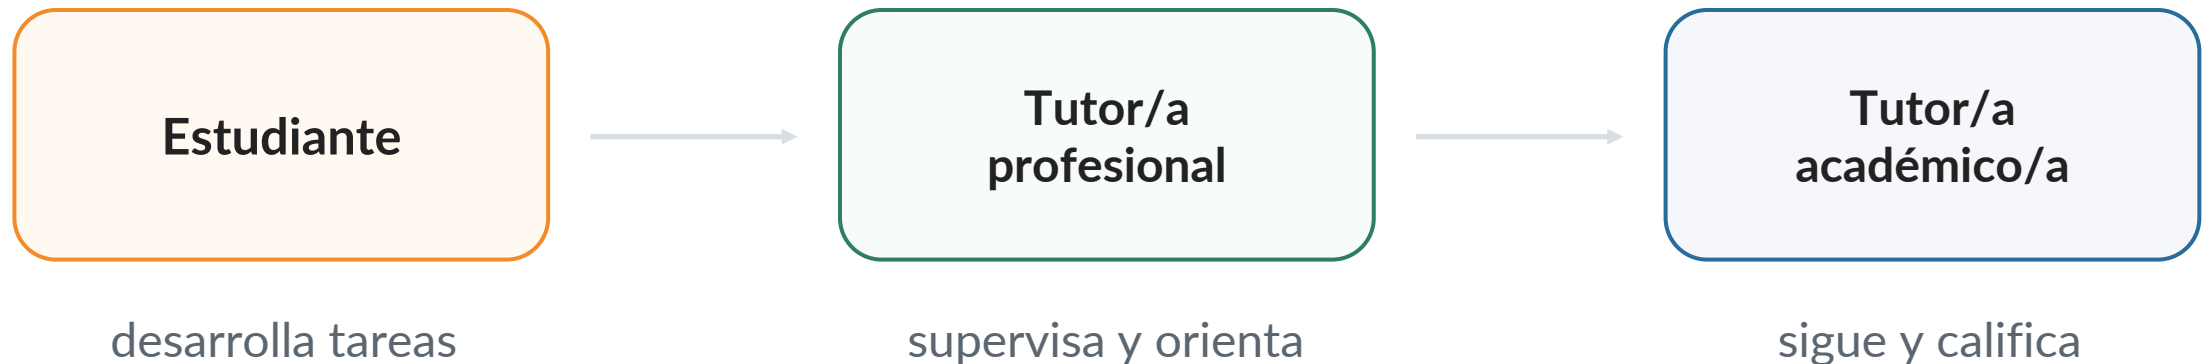 Estudiante
Tutor/a
profesional
Tutor/a
académico/a
desarrolla tareas
supervisa y orienta
sigue y califica